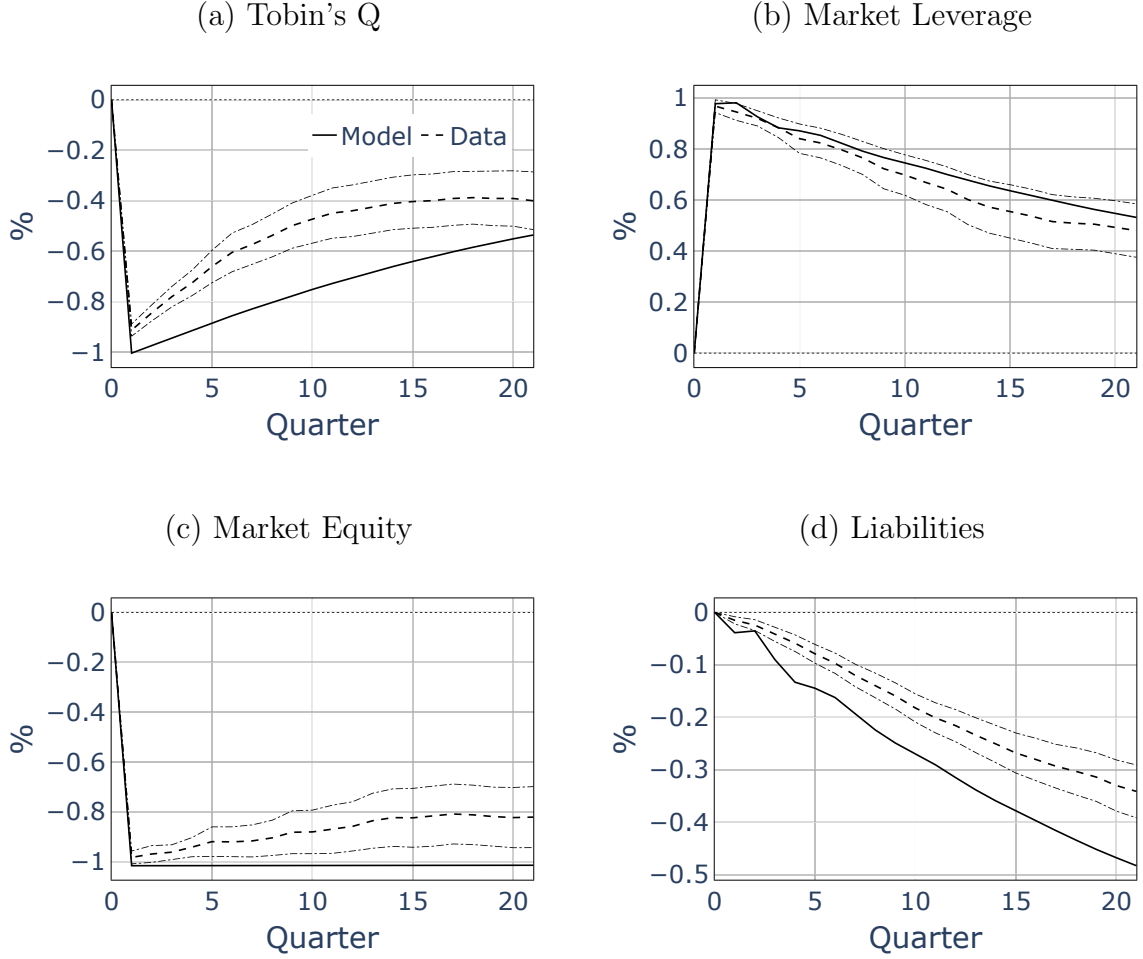 (a) Tobin's Q
(b) Market Leverage
0
−0.2
−0.4
−0.6
−0.8
−1
%
Model
Data
0 5 10 15 20
Quarter
1
0.8
0.6
0.4
0.2
0
%
0 5 10 15 20
Quarter
(c) Market Equity
(d) Liabilities
0
−0.2
−0.4
−0.6
−0.8
−1
%
0 5 10 15 20
Quarter
0
−0.1
−0.2
−0.3
−0.4
−0.5
%
0 5 10 15 20
Quarter